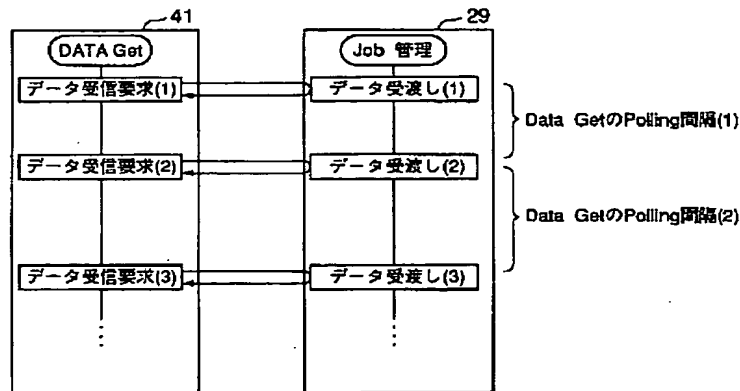 41
29
DATA Get
Job 管理
データ受信要求(1)
データ受渡し(1)
Data GetのPolling間隔(1)
データ受信要求(2)
データ受渡し(2)
Data GetのPolling間隔(2)
データ受信要求(3)
データ受渡し(3)